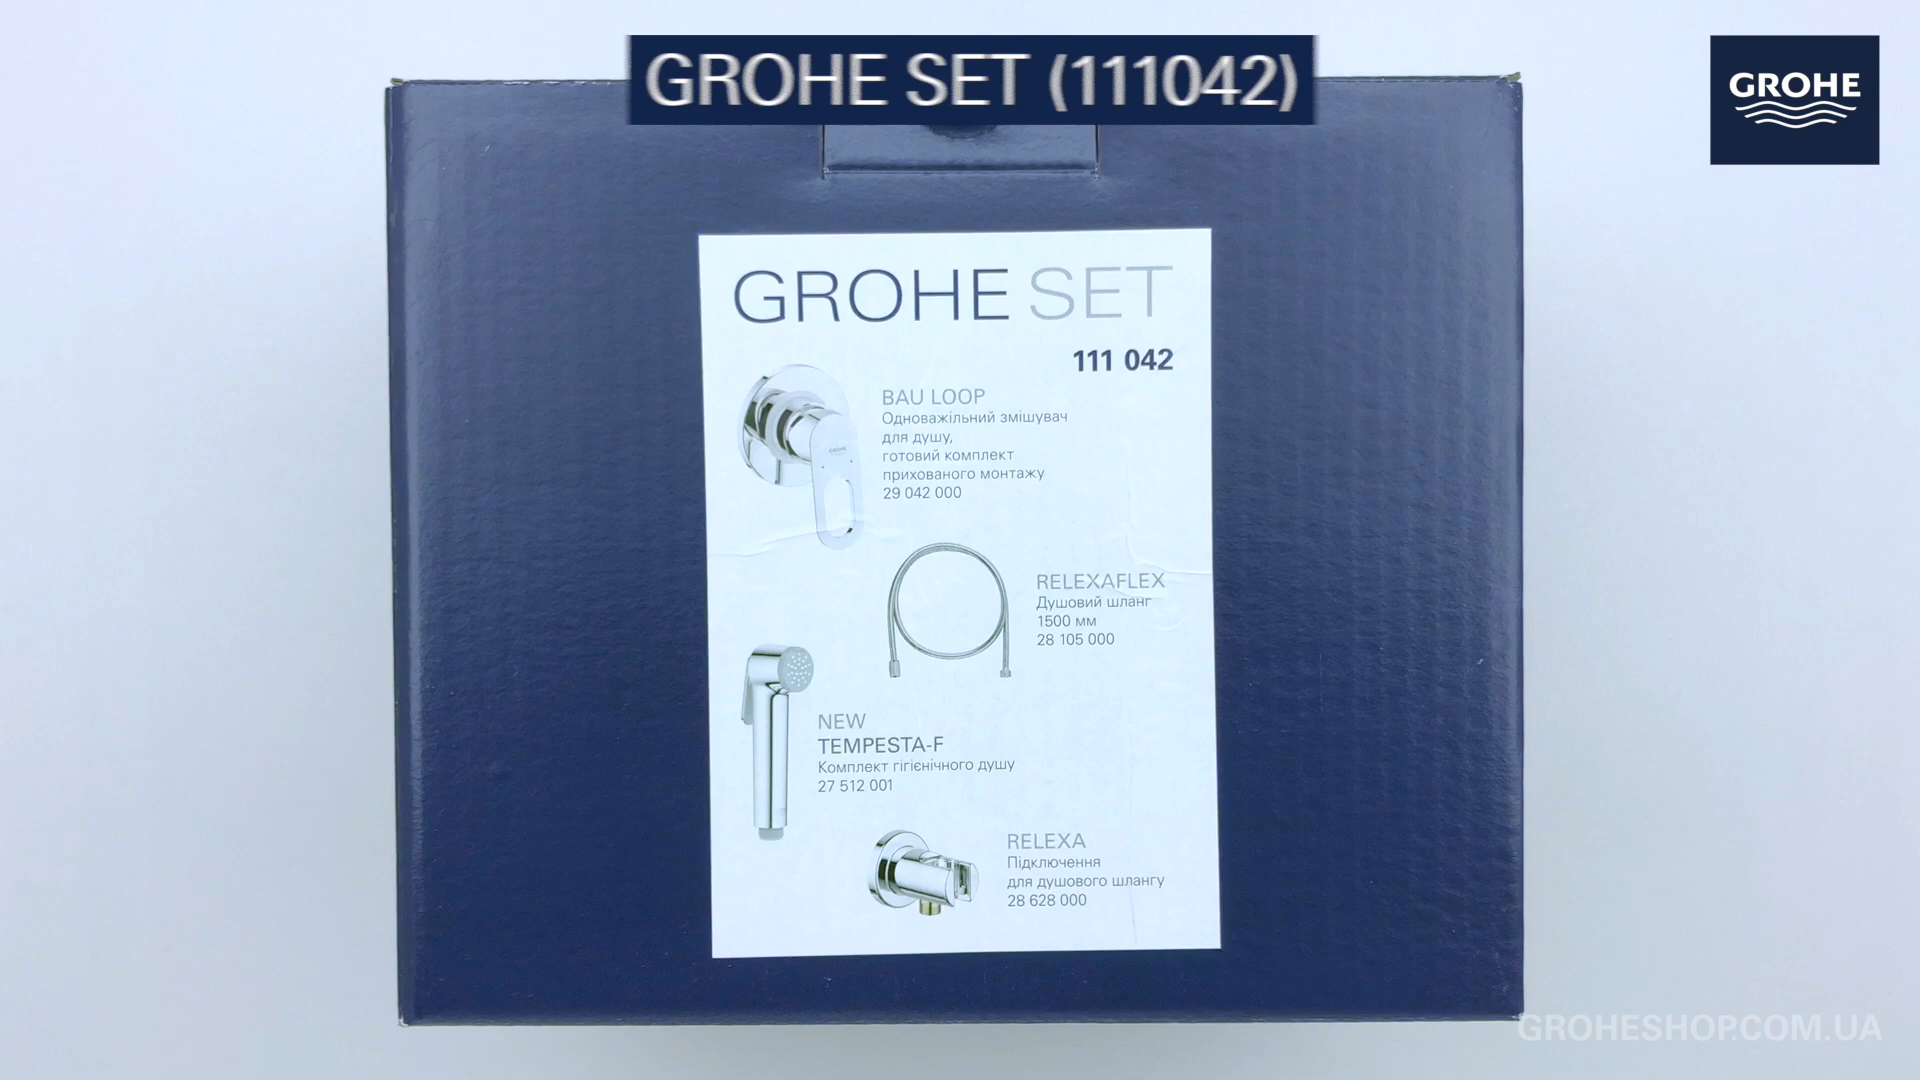 GROHE SET (111042)
GROHE
GROHE SET
111 042
BAU LOOP
Одноважільний змішувач
для душу,
готовий комплект
прихованого монтажу
29 042 000
GROHE
RELEXAFLEX
Душовий шланг
1500 мм
28 105 000
NEW
TEMPESTA-F
Комплект гігієнічного душу
27 512 001
RELEXA
Підключення
для душового шлангу
28 628 000
GROHESHOP.COM.UA